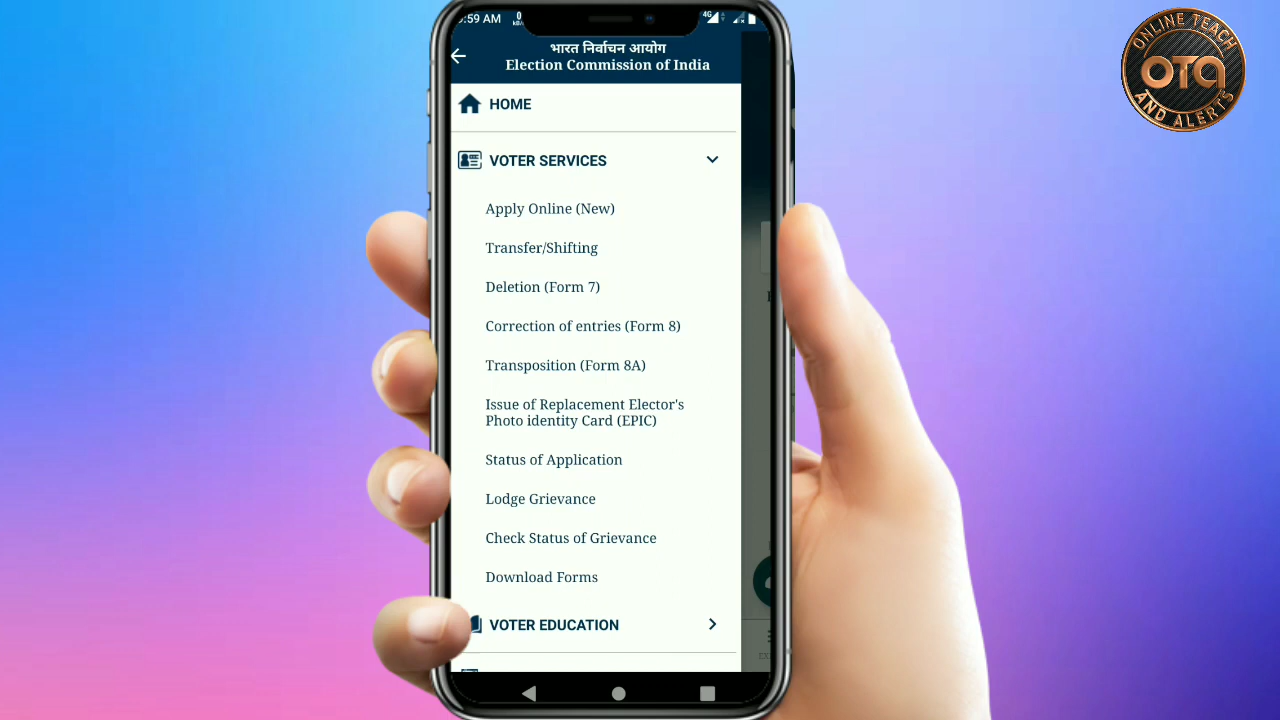 :59 AM
4G
भारत निर्वाचन आयोग
Election Commission of India
HOME
VOTER SERVICES
Apply Online (New)
Transfer/Shifting
Deletion (Form 7)
Correction of entries (Form 8)
Transposition (Form 8A)
Issue of Replacement Elector's
Photo identity Card (EPIC)
Status of Application
Lodge Grievance
Check Status of Grievance
Download Forms
VOTER EDUCATION
ONLINE TEACH
OTA
AND ALERTS